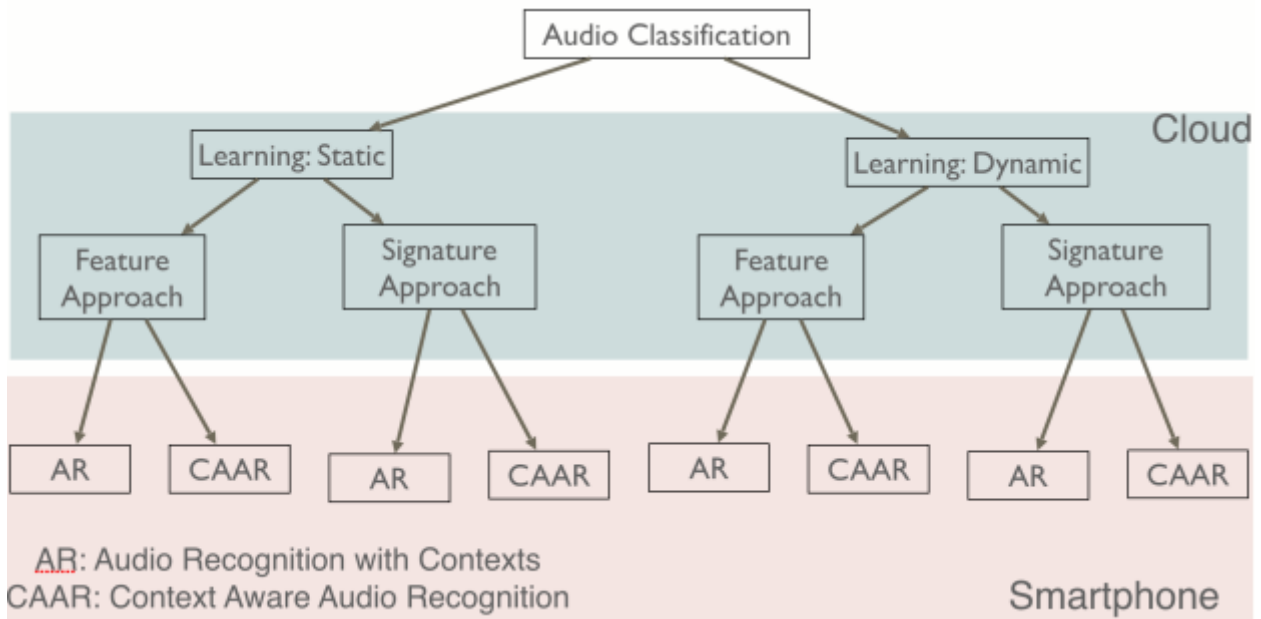 Audio Classification
Cloud
Learning: Static
Learning: Dynamic
Feature
Approach
Signature
Approach
Feature
Approach
Signature
Approach
AR
CAAR
AR
CAAR
AR
CAAR
AR
CAAR
AR: Audio Recognition with Contexts
CAAR: Context Aware Audio Recognition
Smartphone